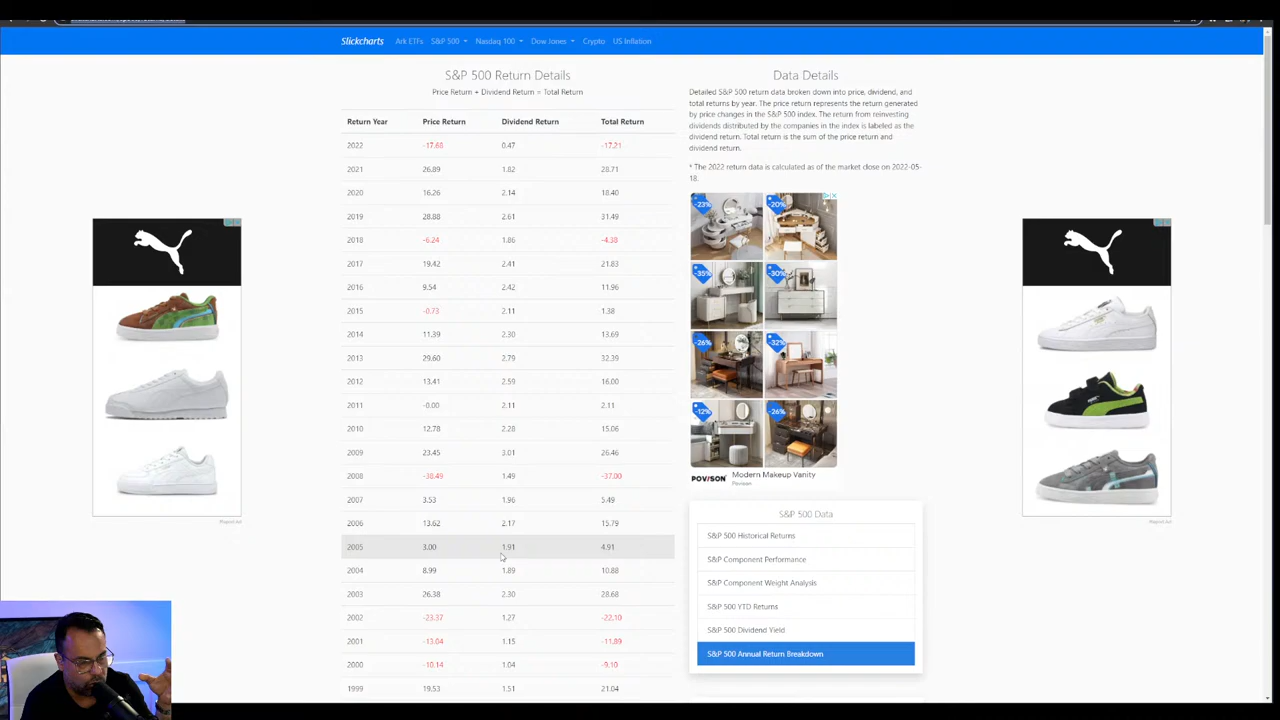 Slickcharts
Ark ETFs
S&P 500
Nasdaq 100
Dow Jones
Crypto
US Inflation
S&P 500 Return Details
Price Return + Dividend Return = Total Return
Return Year Price Return Dividend Return Total Return
2022 -17.68 0.47 -17.21
2021 26.89 1.82 28.71
2020 16.26 2.14 18.40
2019 28.88 2.61 31.49
2018 -6.24 1.86 -4.38
2017 19.42 2.41 21.83
2016 9.54 2.42 11.96
2015 -0.73 2.11 1.38
2014 11.39 2.30 13.69
2013 29.60 2.79 32.39
2012 13.41 2.59 16.00
2011 -0.00 2.11 2.11
2010 12.78 2.28 15.06
2009 23.45 3.01 26.46
2008 -38.49 1.49 -37.00
2007 3.53 1.96 5.49
2006 13.62 2.17 15.79
2005 3.00 1.91 4.91
2004 8.99 1.89 10.88
2003 26.38 2.30 28.68
2002 -23.37 1.27 -22.10
2001 -13.04 1.15 -11.89
2000 -10.14 1.04 -9.10
1999 19.53 1.51 21.04
Data Details
Detailed S&P 500 return data broken down into price, dividend, and
total returns by year. The price return represents the return generated
by price changes in the S&P 500 index. The return from reinvesting
dividends distributed by the companies in the index is labeled as the
dividend return. Total return is the sum of the price return and
dividend return.
* The 2022 return data is calculated as of the market close on 2022-05-
18.
-23%
-20%
-35%
-30%
-26%
-32%
-12%
-26%
POVISON
Modern Makeup Vanity
Povison
S&P 500 Data
S&P 500 Historical Returns
S&P Component Performance
S&P Component Weight Analysis
S&P 500 YTD Returns
S&P 500 Dividend Yield
S&P 500 Annual Return Breakdown